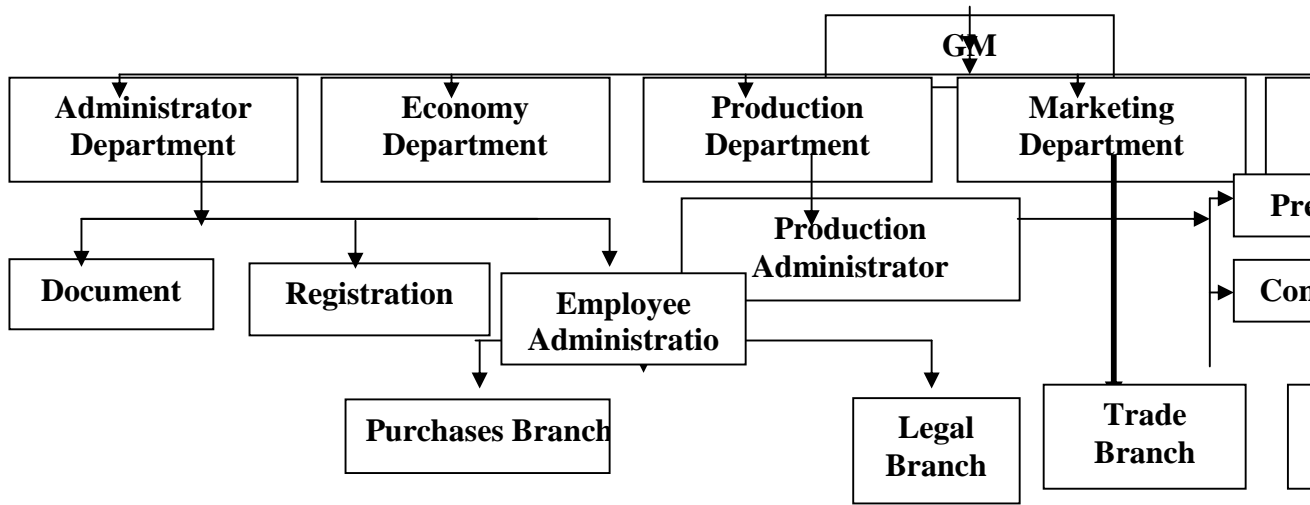 GM
Administrator
Department
Economy
Department
Production
Department
Marketing
Department
Production
Administrator
Document
Registration
Employee
Administratio
Purchases Branch
Legal
Branch
Trade
Branch